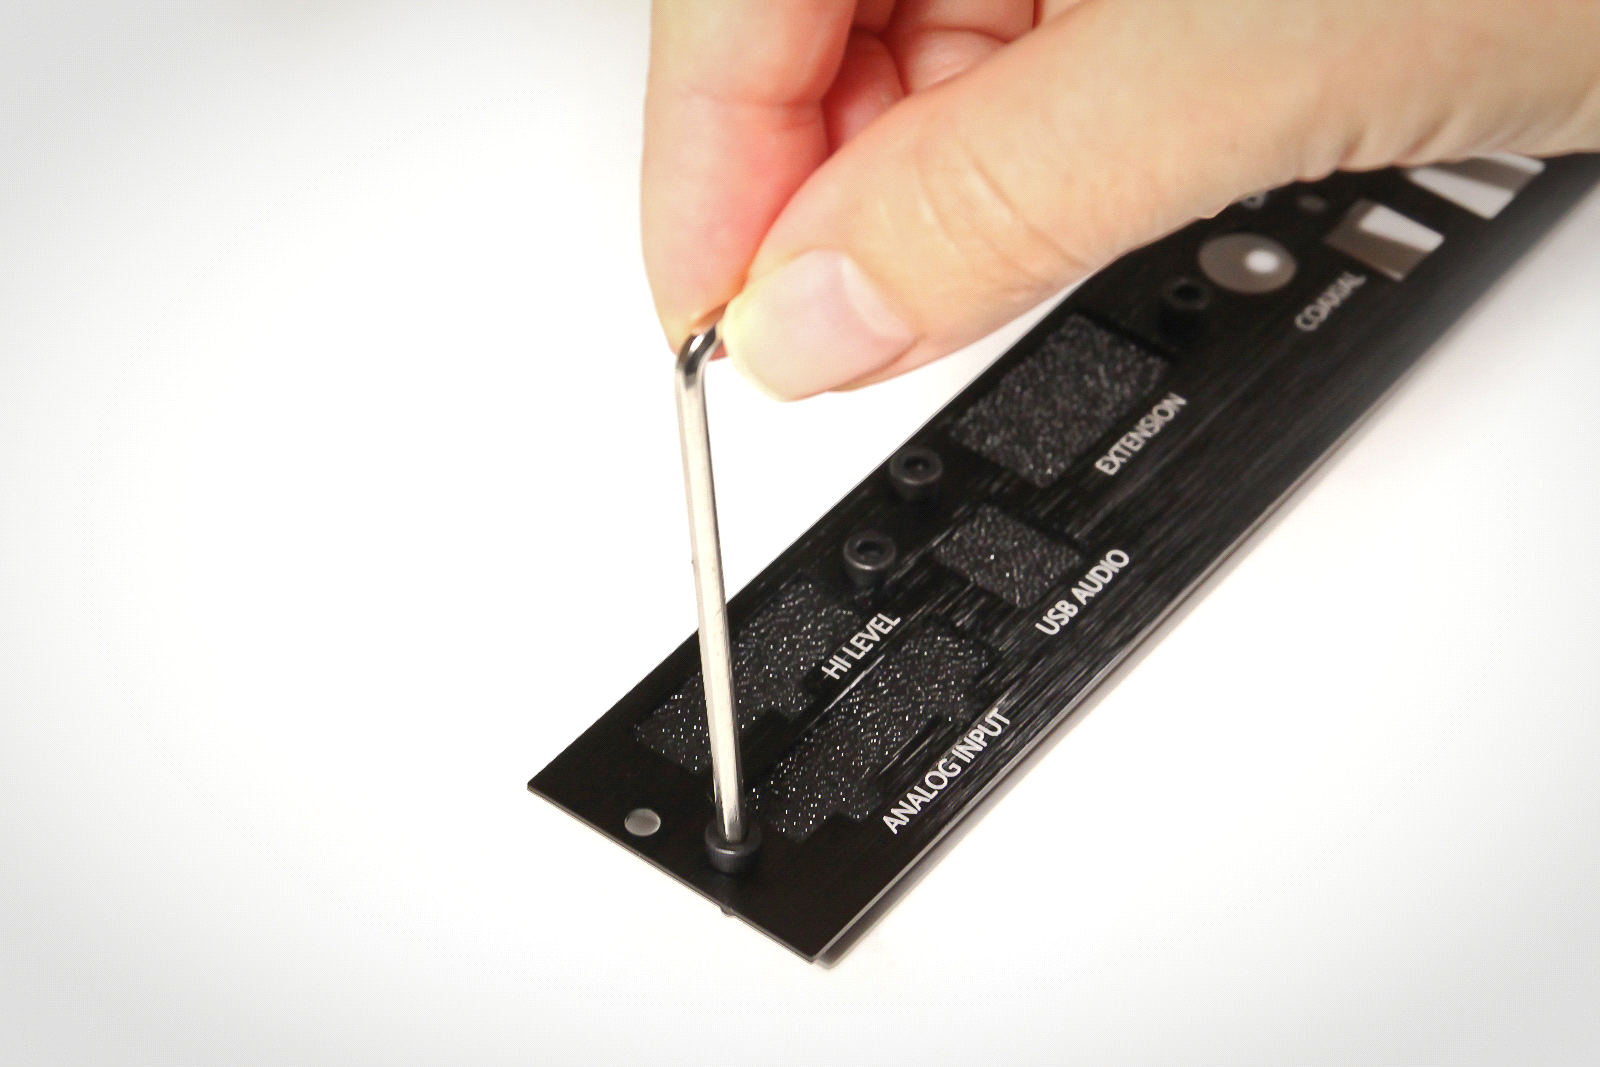 COAXIAL
EXTENSION
USB AUDIO
HI LEVEL
ANALOG INPUT